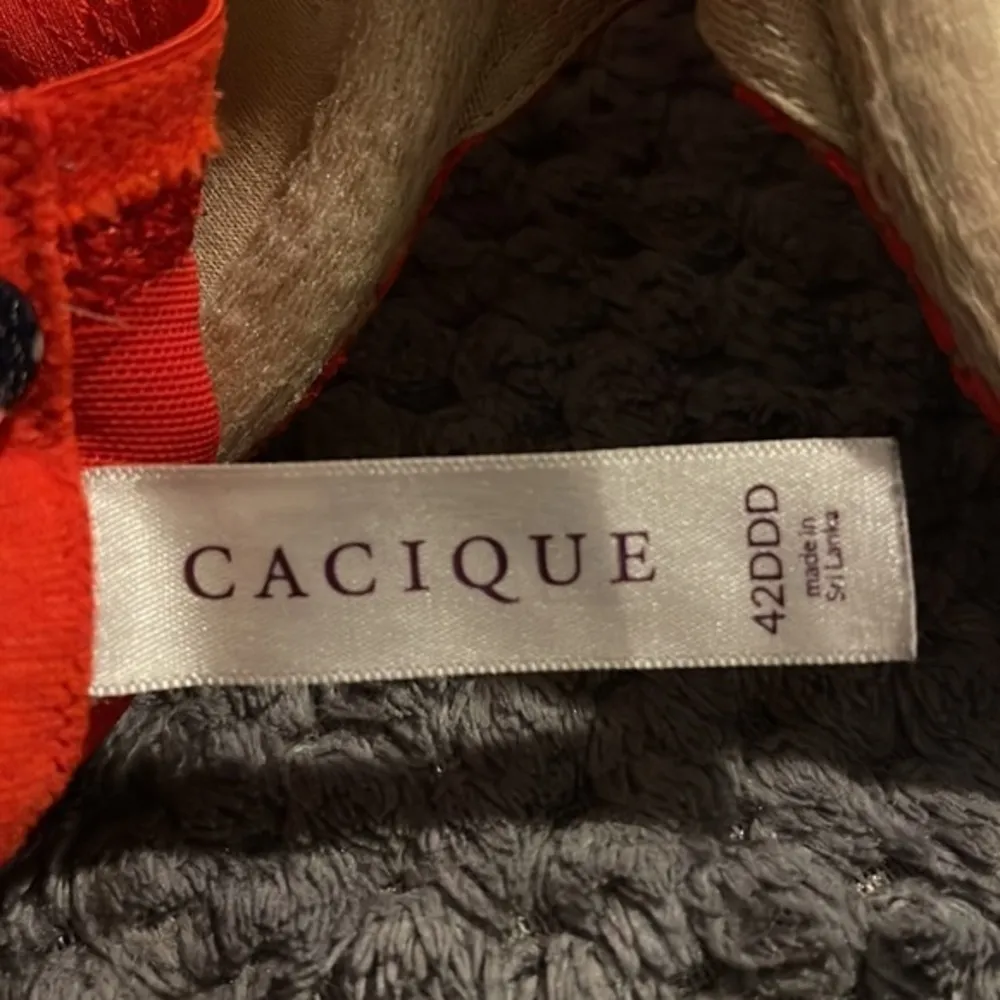 CACIQUE
42DDD
made in
Sri Lanka